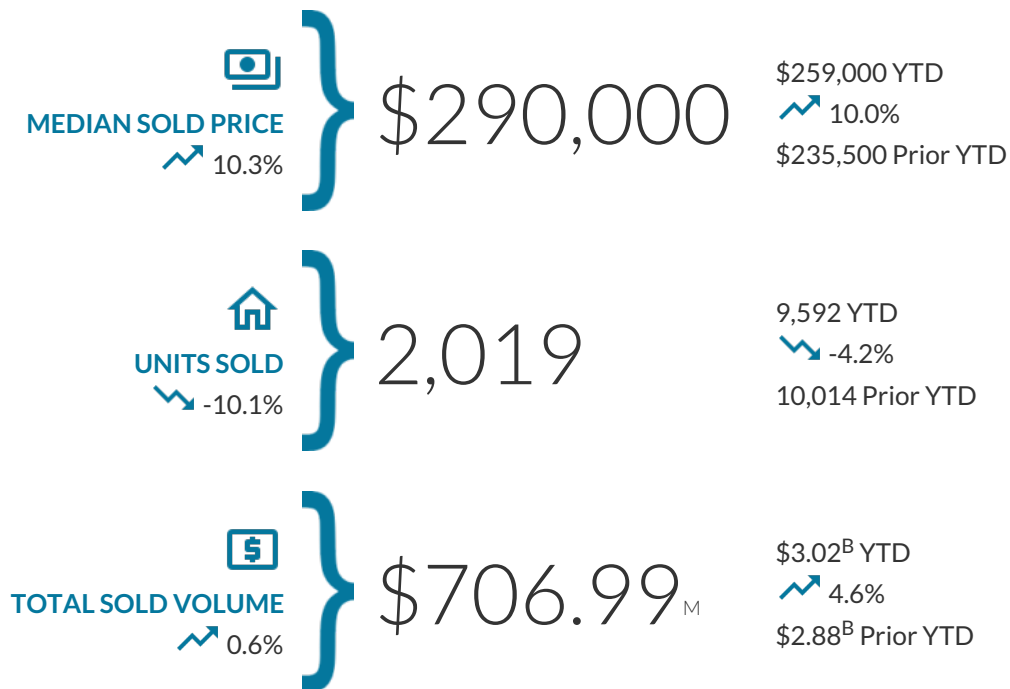 MEDIAN SOLD PRICE
10.3%
$290,000
$259,000 YTD
10.0%
$235,500 Prior YTD
UNITS SOLD
-10.1%
2,019
9,592 YTD
-4.2%
10,014 Prior YTD
TOTAL SOLD VOLUME
0.6%
$706.99M
$3.02B YTD
4.6%
$2.88B Prior YTD